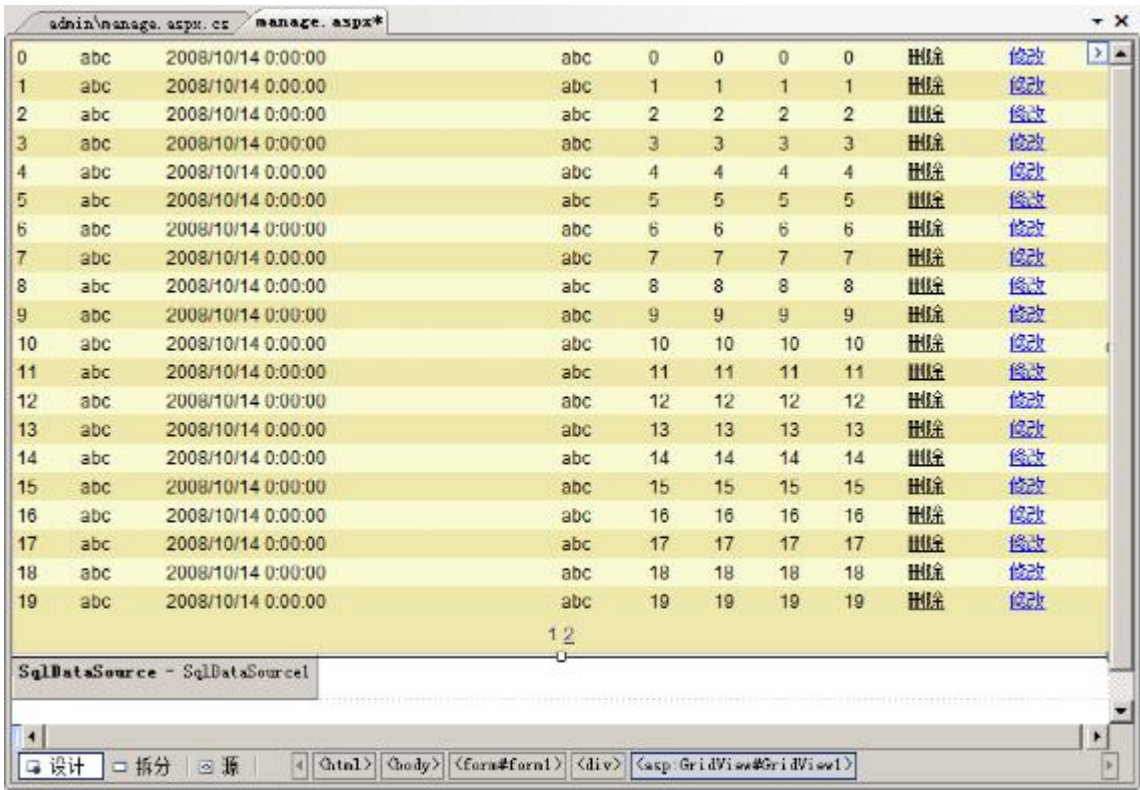 admin\manage.aspx.cs manage.aspx*
0 abc 2008/10/14 0:00:00 abc 0 0 0 0 删除 修改
1 abc 2008/10/14 0:00:00 abc 1 1 1 1 删除 修改
2 abc 2008/10/14 0:00:00 abc 2 2 2 2 删除 修改
3 abc 2008/10/14 0:00:00 abc 3 3 3 3 删除 修改
4 abc 2008/10/14 0:00:00 abc 4 4 4 4 删除 修改
5 abc 2008/10/14 0:00:00 abc 5 5 5 5 删除 修改
6 abc 2008/10/14 0:00:00 abc 6 6 6 6 删除 修改
7 abc 2008/10/14 0:00:00 abc 7 7 7 7 删除 修改
8 abc 2008/10/14 0:00:00 abc 8 8 8 8 删除 修改
9 abc 2008/10/14 0:00:00 abc 9 9 9 9 删除 修改
10 abc 2008/10/14 0:00:00 abc 10 10 10 10 删除 修改
11 abc 2008/10/14 0:00:00 abc 11 11 11 11 删除 修改
12 abc 2008/10/14 0:00:00 abc 12 12 12 12 删除 修改
13 abc 2008/10/14 0:00:00 abc 13 13 13 13 删除 修改
14 abc 2008/10/14 0:00:00 abc 14 14 14 14 删除 修改
15 abc 2008/10/14 0:00:00 abc 15 15 15 15 删除 修改
16 abc 2008/10/14 0:00:00 abc 16 16 16 16 删除 修改
17 abc 2008/10/14 0:00:00 abc 17 17 17 17 删除 修改
18 abc 2008/10/14 0:00:00 abc 18 18 18 18 删除 修改
19 abc 2008/10/14 0:00:00 abc 19 19 19 19 删除 修改
1 2
SqlDataSource - SqlDataSource1
设计 拆分 源 <html> <body> <form#form1> <div> <asp:GridView#GridView1>